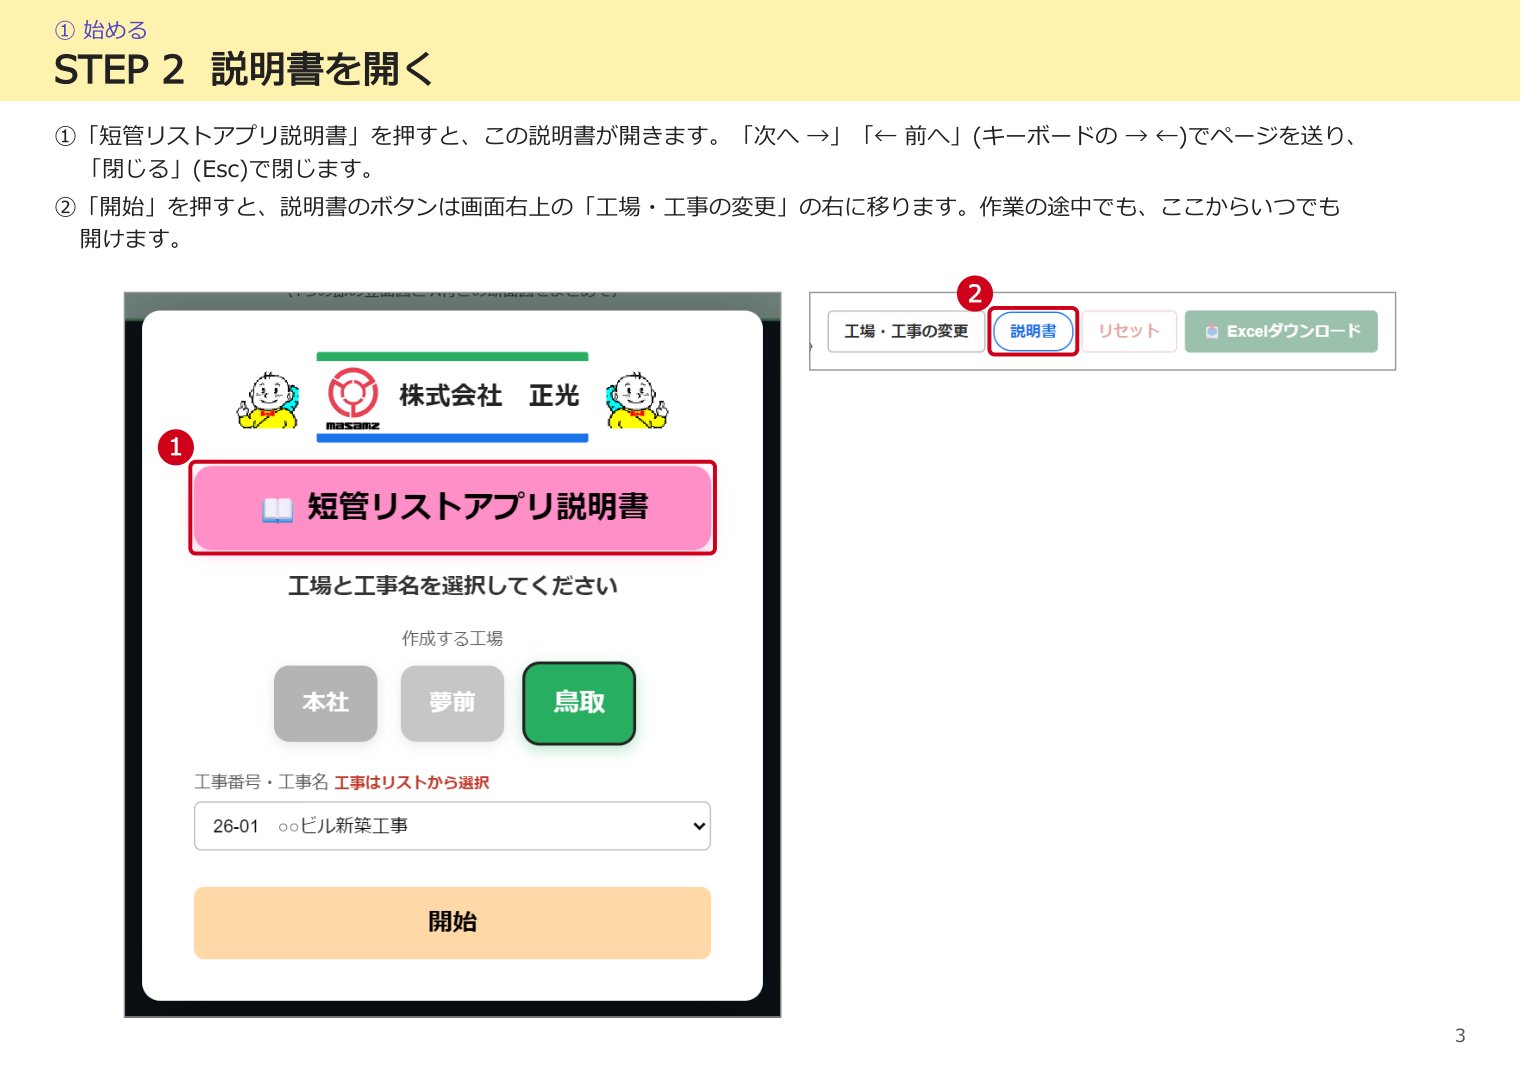 ① 始める
STEP 2 説明書を開く
①「短管リストアプリ説明書」を押すと、この説明書が開きます。「次へ →」「← 前へ」(キーボードの → ←)でページを送り、
「閉じる」(Esc)で閉じます。
②「開始」を押すと、説明書のボタンは画面右上の「工場・工事の変更」の右に移ります。作業の途中でも、ここからいつでも
開けます。
2
工場・工事の変更 説明書 リセット Excelダウンロード
株式会社 正光
masamz
1
短管リストアプリ説明書
工場と工事名を選択してください
作成する工場
本社 夢前 鳥取
工事番号・工事名 工事はリストから選択
26-01 ○○ビル新築工事
開始
3